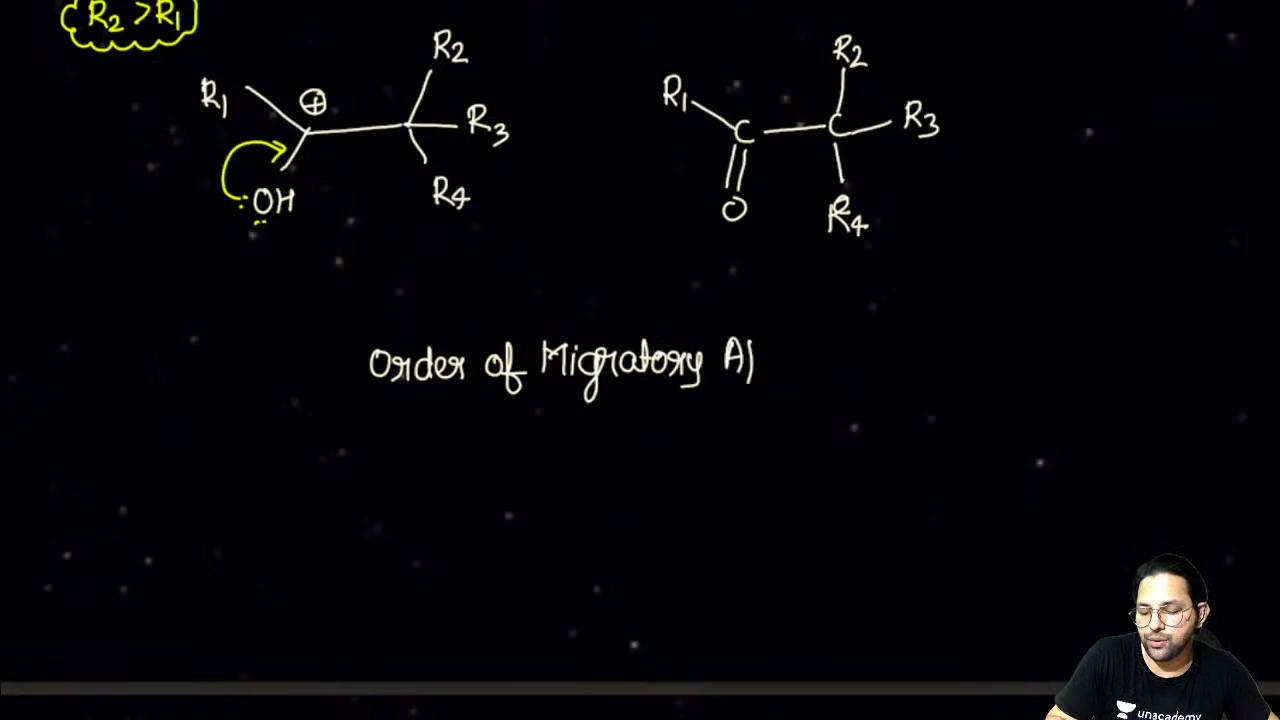 (R2 > R1)
R2
R1
⊕
R3
:OH
R4
R2
R1
C
C
R3
O
R4
Order of Migratory A
unacademy